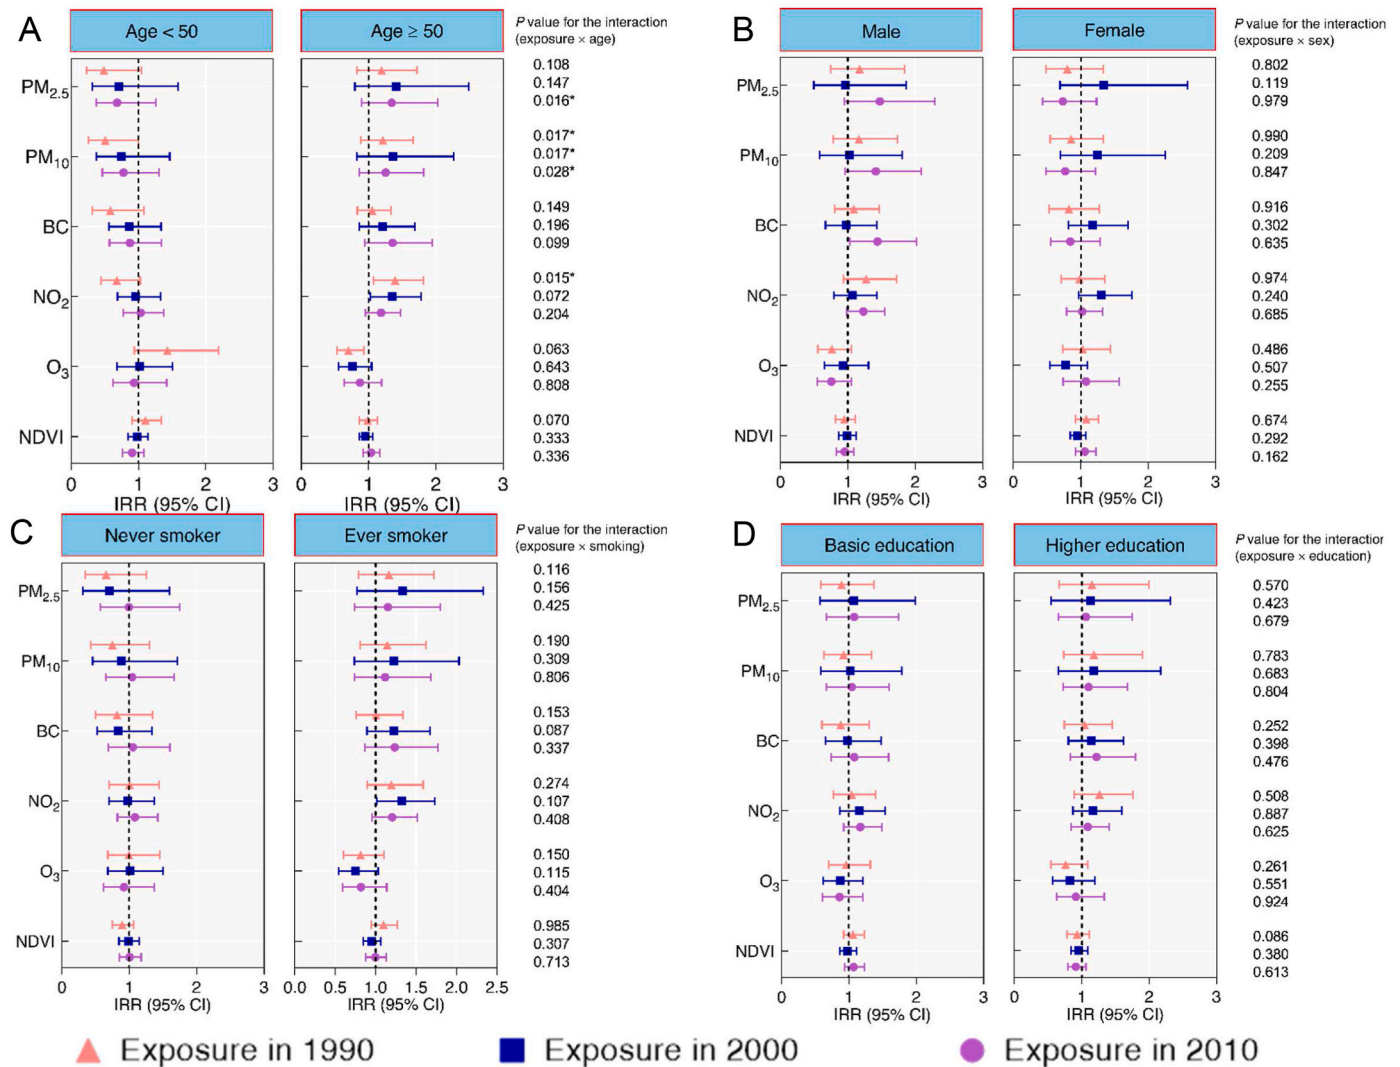 A
Age < 50
Age ≥ 50
P value for the interaction
(exposure × age)
PM2.5
PM10
BC
NO2
O3
NDVI
0.108
0.147
0.016*
0.017*
0.017*
0.028*
0.149
0.196
0.099
0.015*
0.072
0.204
0.063
0.643
0.808
0.070
0.333
0.336
0 1 2 3
0 1 2 3
IRR (95% CI)
IRR (95% CI)
B
Male
Female
P value for the interaction
(exposure × sex)
PM2.5
PM10
BC
NO2
O3
NDVI
0.802
0.119
0.979
0.990
0.209
0.847
0.916
0.302
0.635
0.974
0.240
0.685
0.486
0.507
0.255
0.674
0.292
0.162
0 1 2 3
0 1 2 3
IRR (95% CI)
IRR (95% CI)
C
Never smoker
Ever smoker
P value for the interaction
(exposure × smoking)
PM2.5
PM10
BC
NO2
O3
NDVI
0.116
0.156
0.425
0.190
0.309
0.806
0.153
0.087
0.337
0.274
0.107
0.408
0.150
0.115
0.404
0.985
0.307
0.713
0 1 2 3
0.0 0.5 1.0 1.5 2.0 2.5
IRR (95% CI)
IRR (95% CI)
D
Basic education
Higher education
P value for the interaction
(exposure × education)
PM2.5
PM10
BC
NO2
O3
NDVI
0.570
0.423
0.679
0.783
0.683
0.804
0.252
0.398
0.476
0.508
0.887
0.625
0.261
0.551
0.924
0.086
0.380
0.613
0 1 2 3
0 1 2 3
IRR (95% CI)
IRR (95% CI)
Exposure in 1990
Exposure in 2000
Exposure in 2010